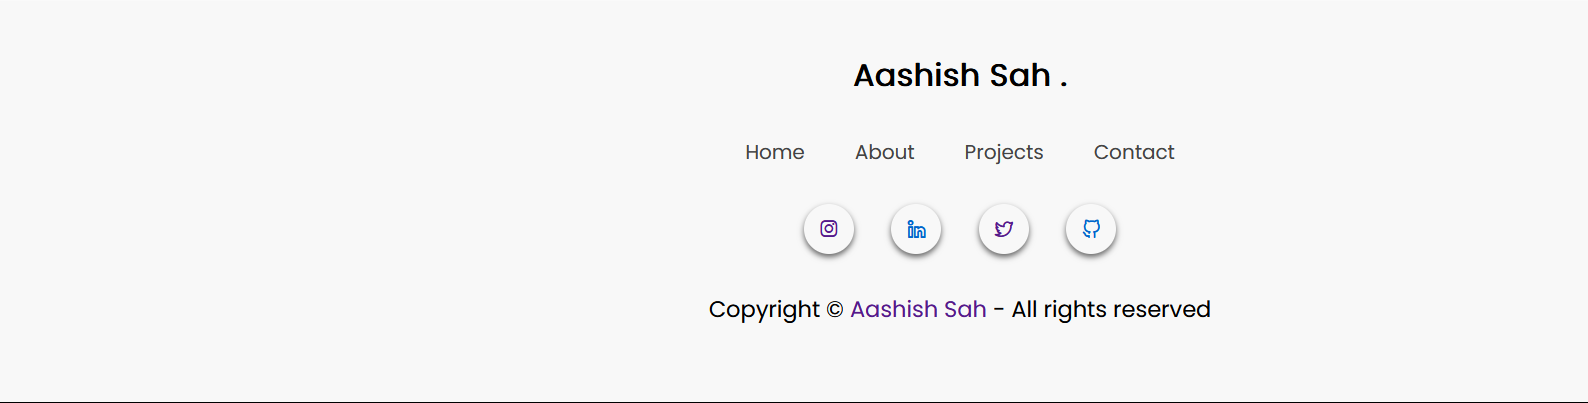 Aashish Sah .
Home About Projects Contact
Copyright © Aashish Sah - All rights reserved